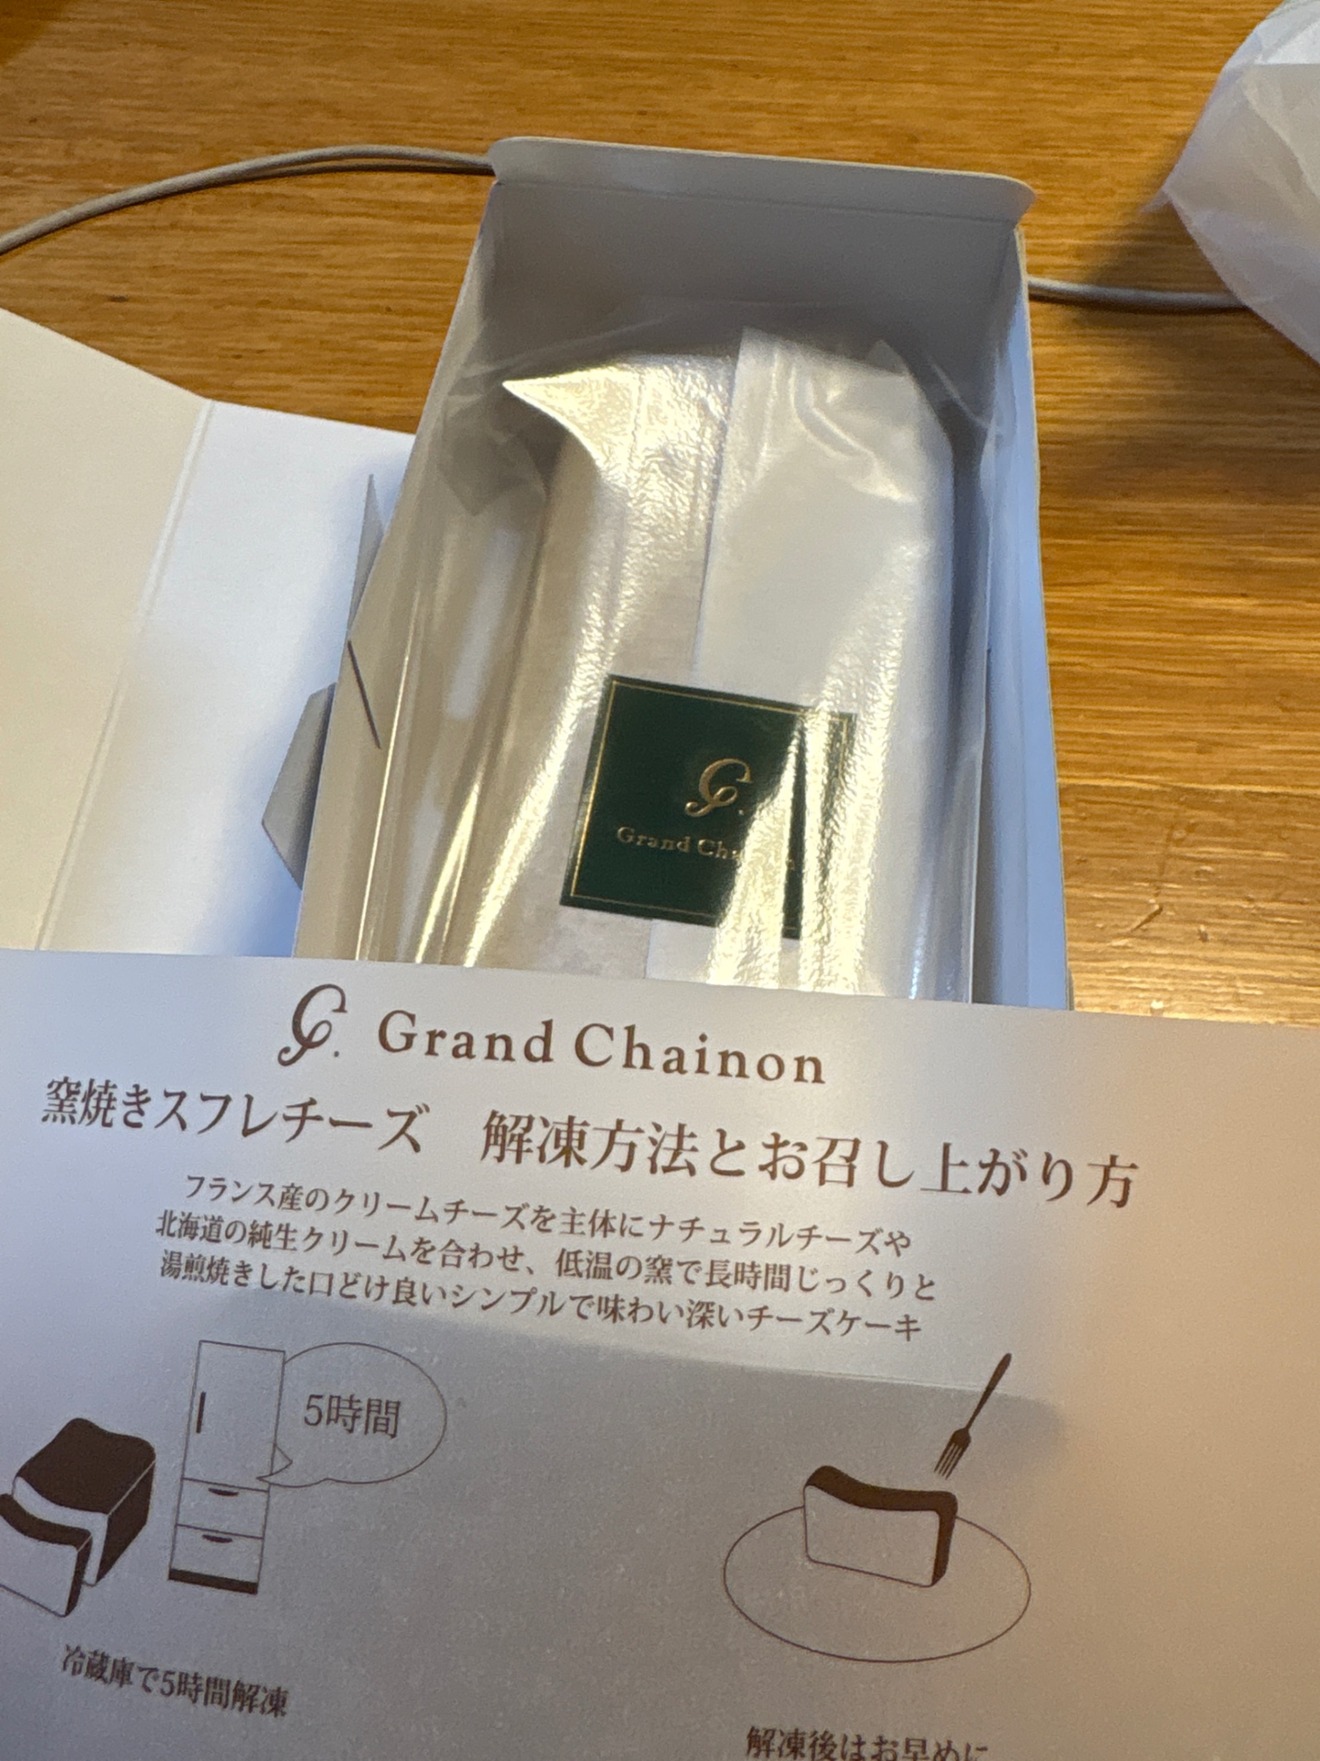 G.
Grand Chainon
G. Grand Chainon
窯焼きスフレチーズ 解凍方法とお召し上がり方
フランス産のクリームチーズを主体にナチュラルチーズや
北海道の純生クリームを合わせ、低温の窯で長時間じっくりと
湯煎焼きした口どけ良いシンプルで味わい深いチーズケーキ
5時間
冷蔵庫で5時間解凍
解凍後はお早めに